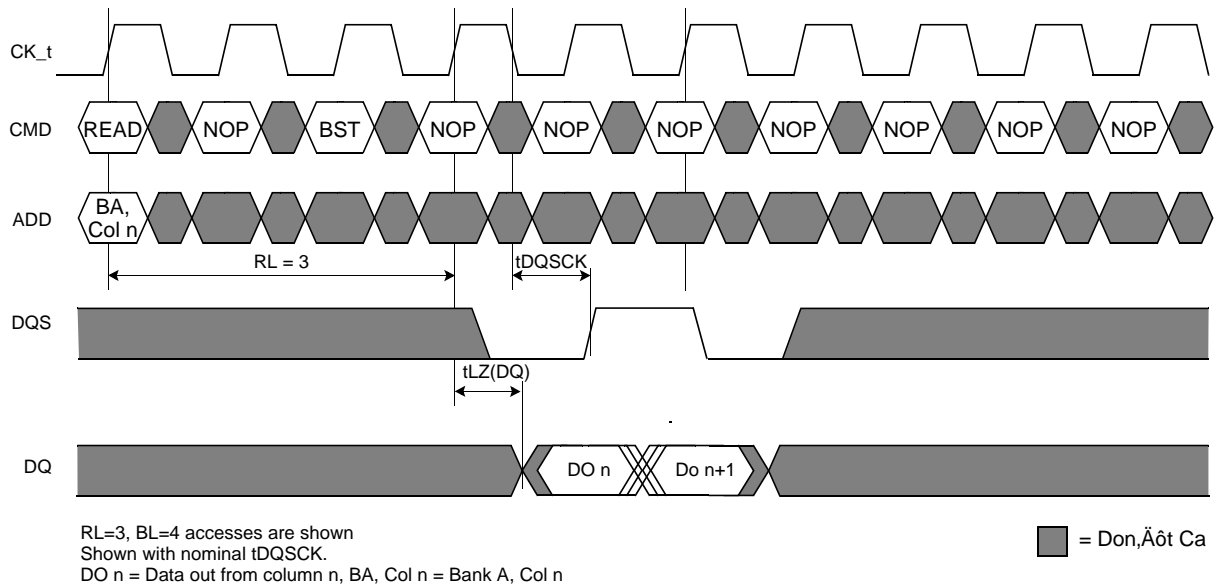 CK_t
CMD READ NOP BST NOP NOP NOP NOP NOP NOP NOP
ADD BA,
Col n
RL = 3
tDQSCK
DQS
tLZ(DQ)
DQ DO n Do n+1
RL=3, BL=4 accesses are shown
Shown with nominal tDQSCK.
DO n = Data out from column n, BA, Col n = Bank A, Col n
= Don‚Äôt Ca